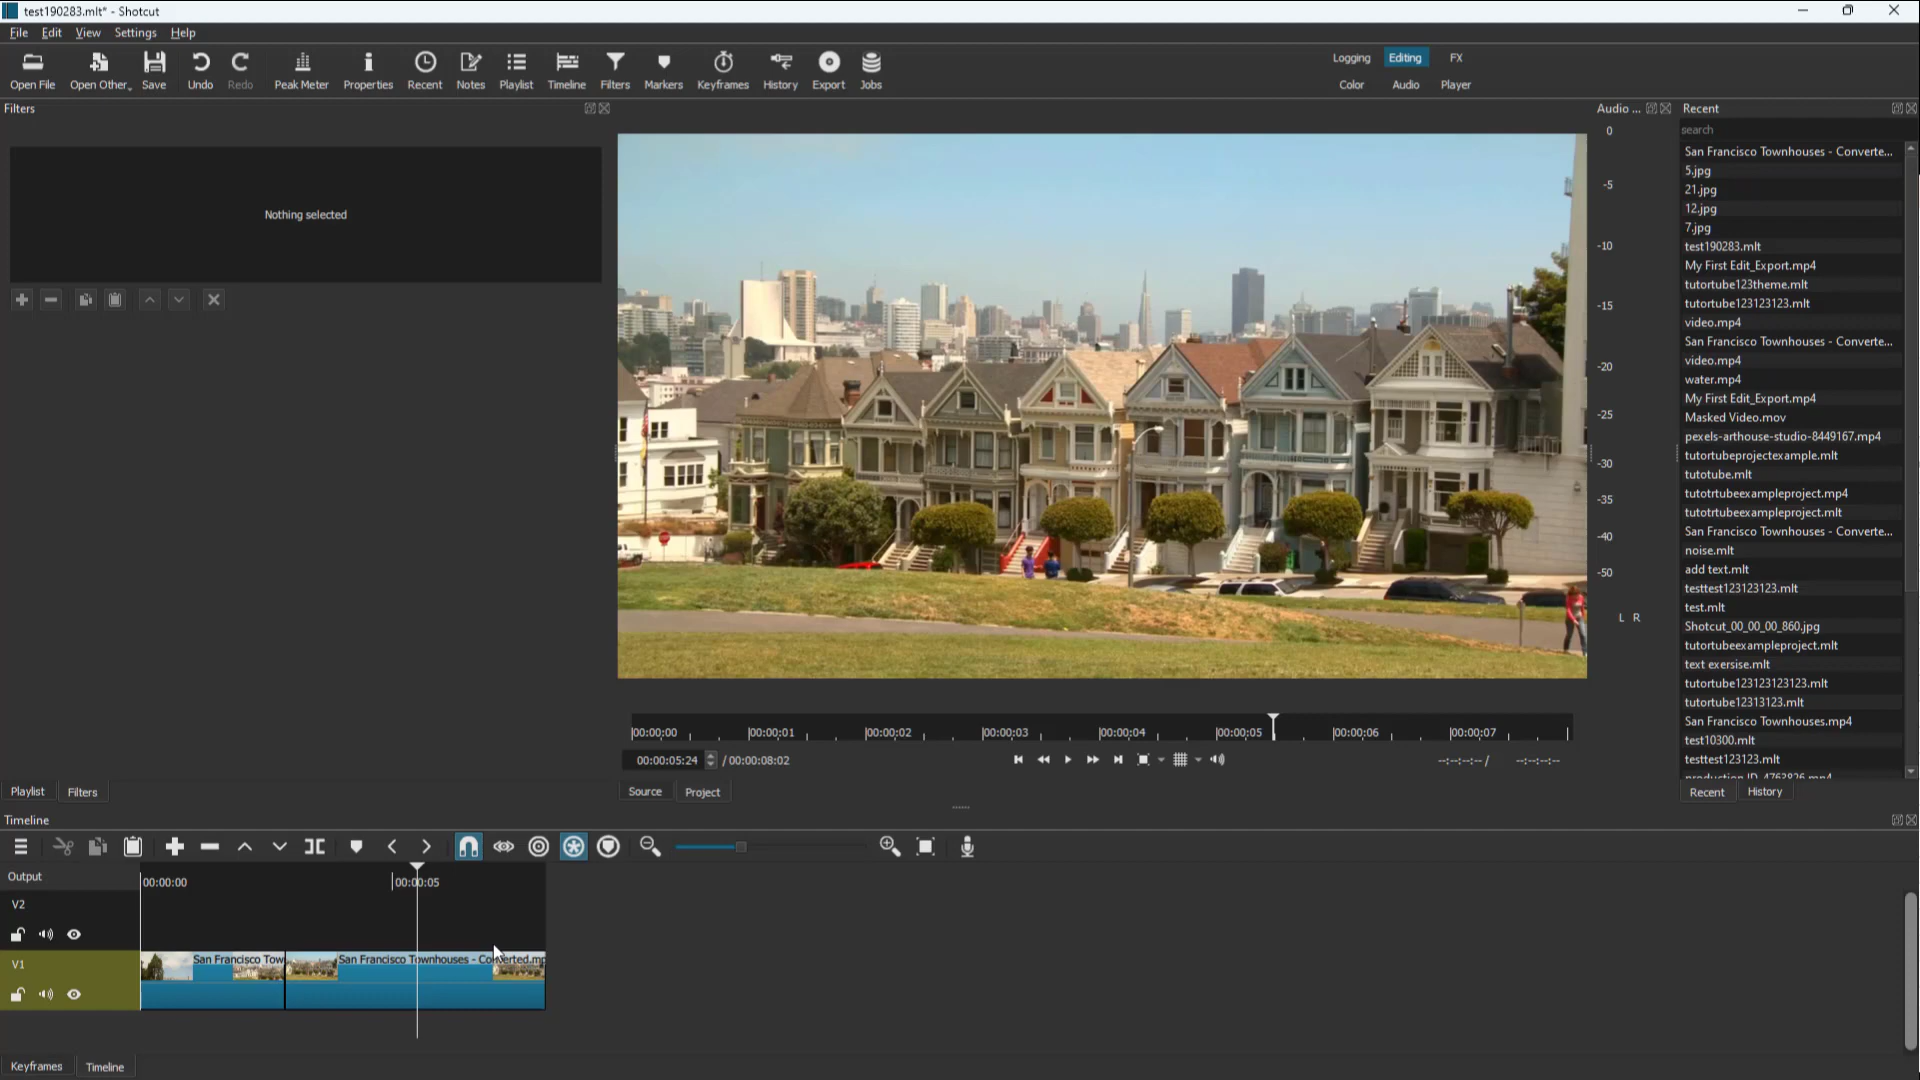 test190283.mlt* - Shotcut
File Edit View Settings Help
Open File Open Other Save Undo Redo Peak Meter Properties Recent Notes Playlist Timeline Filters Markers Keyframes History Export Jobs
Logging Editing FX
Color Audio Player
Filters
Nothing selected
Playlist Filters
Audio ...
0
-5
-10
-15
-20
-25
-30
-35
-40
-50
L R
00:00:00 00:00:01 00:00:02 00:00:03 00:00:04 00:00:05 00:00:06 00:00:07
00:00:05:24 / 00:00:08:02
--:--:--:-- / --:--:--:--
Source Project
Recent
search
San Francisco Townhouses - Converte...
5.jpg
21.jpg
12.jpg
7.jpg
test190283.mlt
My First Edit_Export.mp4
tutortube123theme.mlt
tutortube123123123.mlt
video.mp4
San Francisco Townhouses - Converte...
video.mp4
water.mp4
My First Edit_Export.mp4
Masked Video.mov
pexels-arthouse-studio-8449167.mp4
tutortubeprojectexample.mlt
tutotube.mlt
tutotrtubeexampleproject.mp4
tutotrtubeexampleproject.mlt
San Francisco Townhouses - Converte...
noise.mlt
add text.mlt
testtest123123123.mlt
test.mlt
Shotcut_00_00_00_860.jpg
tutortubeexampleproject.mlt
text exersise.mlt
tutortube123123123123.mlt
tutortube12313123.mlt
San Francisco Townhouses.mp4
test10300.mlt
testtest123123.mlt
production ID_4763826.mp4
Recent History
Timeline
Output
00:00:00 00:00:05
V2
V1
San Francisco Tow
San Francisco Townhouses - Converted.mp
Keyframes Timeline